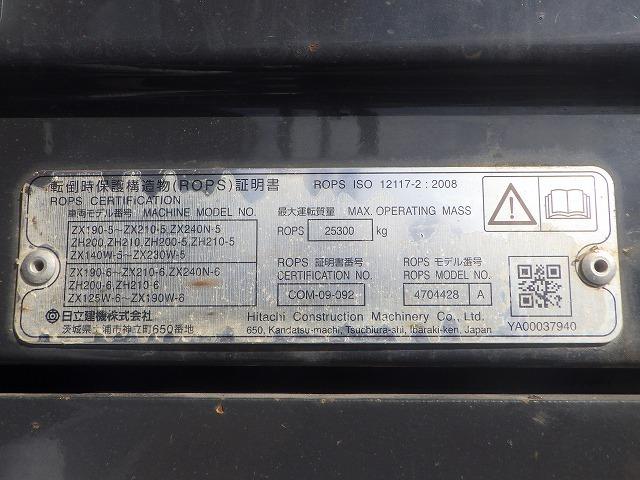 転倒時保護構造物(ROPS)証明書
ROPS CERTIFICATION
ROPS ISO 12117-2 : 2008
車両モデル番号 MACHINE MODEL NO.
ZX190-5~ZX210-5,ZX240N-5
ZH200,ZH210,ZH200-5,ZH210-5
ZX140W-5~ZX230W-5
ZX190-6~ZX210-6,ZX240N-6
ZH200-6,ZH210-6
ZX125W-6~ZX190W-6
最大運転質量 MAX. OPERATING MASS
ROPS 25300 kg
ROPS 証明書番号
CERTIFICATION NO.
COM-09-092
ROPS モデル番号
ROPS MODEL NO.
4704428 A
日立建機株式会社
茨城県土浦市神立町650番地
Hitachi Construction Machinery Co., Ltd.
650, Kandatsu-machi, Tsuchiura-shi, Ibaraki-ken, Japan
YA00037940